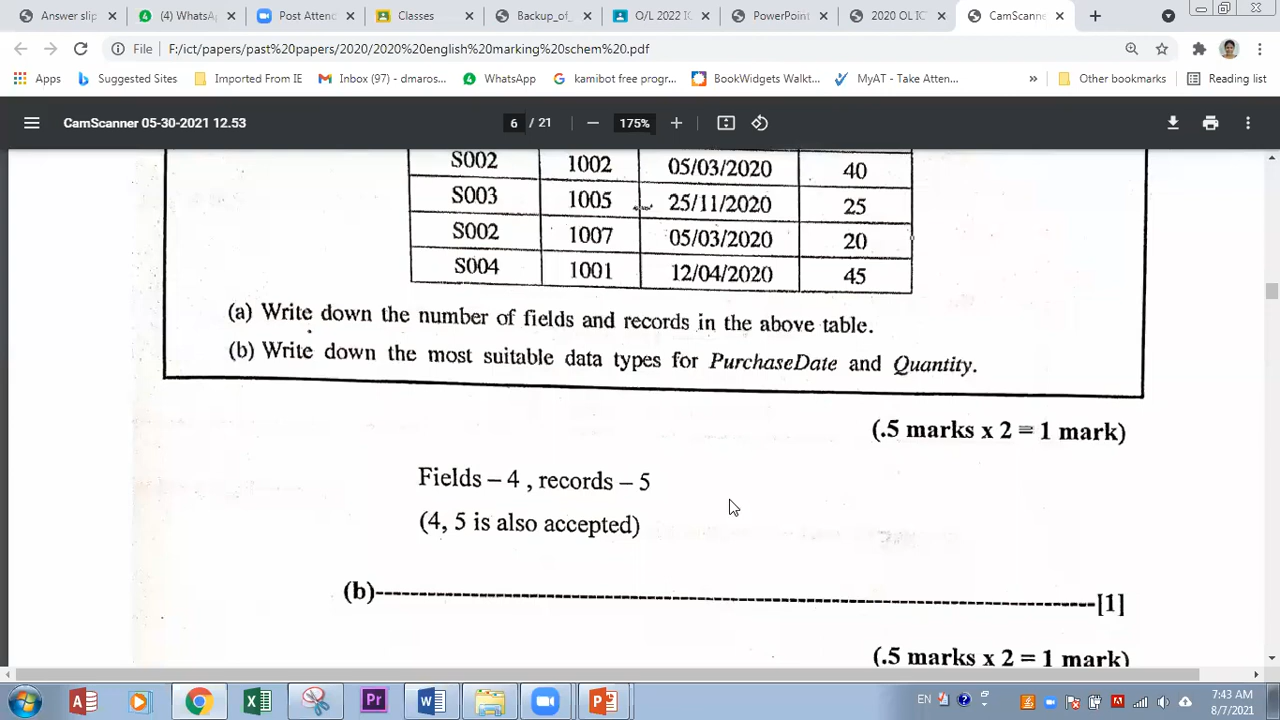 Answer slip
(4) WhatsA
Post Attend
Classes
Backup_of_
O/L 2022 IC
PowerPoint
2020 OL ICT
CamScanne
File F:/ict/papers/past%20papers/2020/2020%20english%20marking%20schem%20.pdf
Apps Suggested Sites Imported From IE Inbox (97) - dmaros... WhatsApp kamibot free progr... BookWidgets Walkt... MyAT - Take Atten... » Other bookmarks Reading list
CamScanner 05-30-2021 12.53 6 / 21 − 175% +
S002 1002 05/03/2020 40
S003 1005 25/11/2020 25
S002 1007 05/03/2020 20
S004 1001 12/04/2020 45
(a) Write down the number of fields and records in the above table.
(b) Write down the most suitable data types for PurchaseDate and Quantity.
(.5 marks x 2 = 1 mark)
Fields – 4 , records – 5
(4, 5 is also accepted)
(b)--------------------------------------------------------------------[1]
(.5 marks x 2 = 1 mark)
EN
7:43 AM
8/7/2021